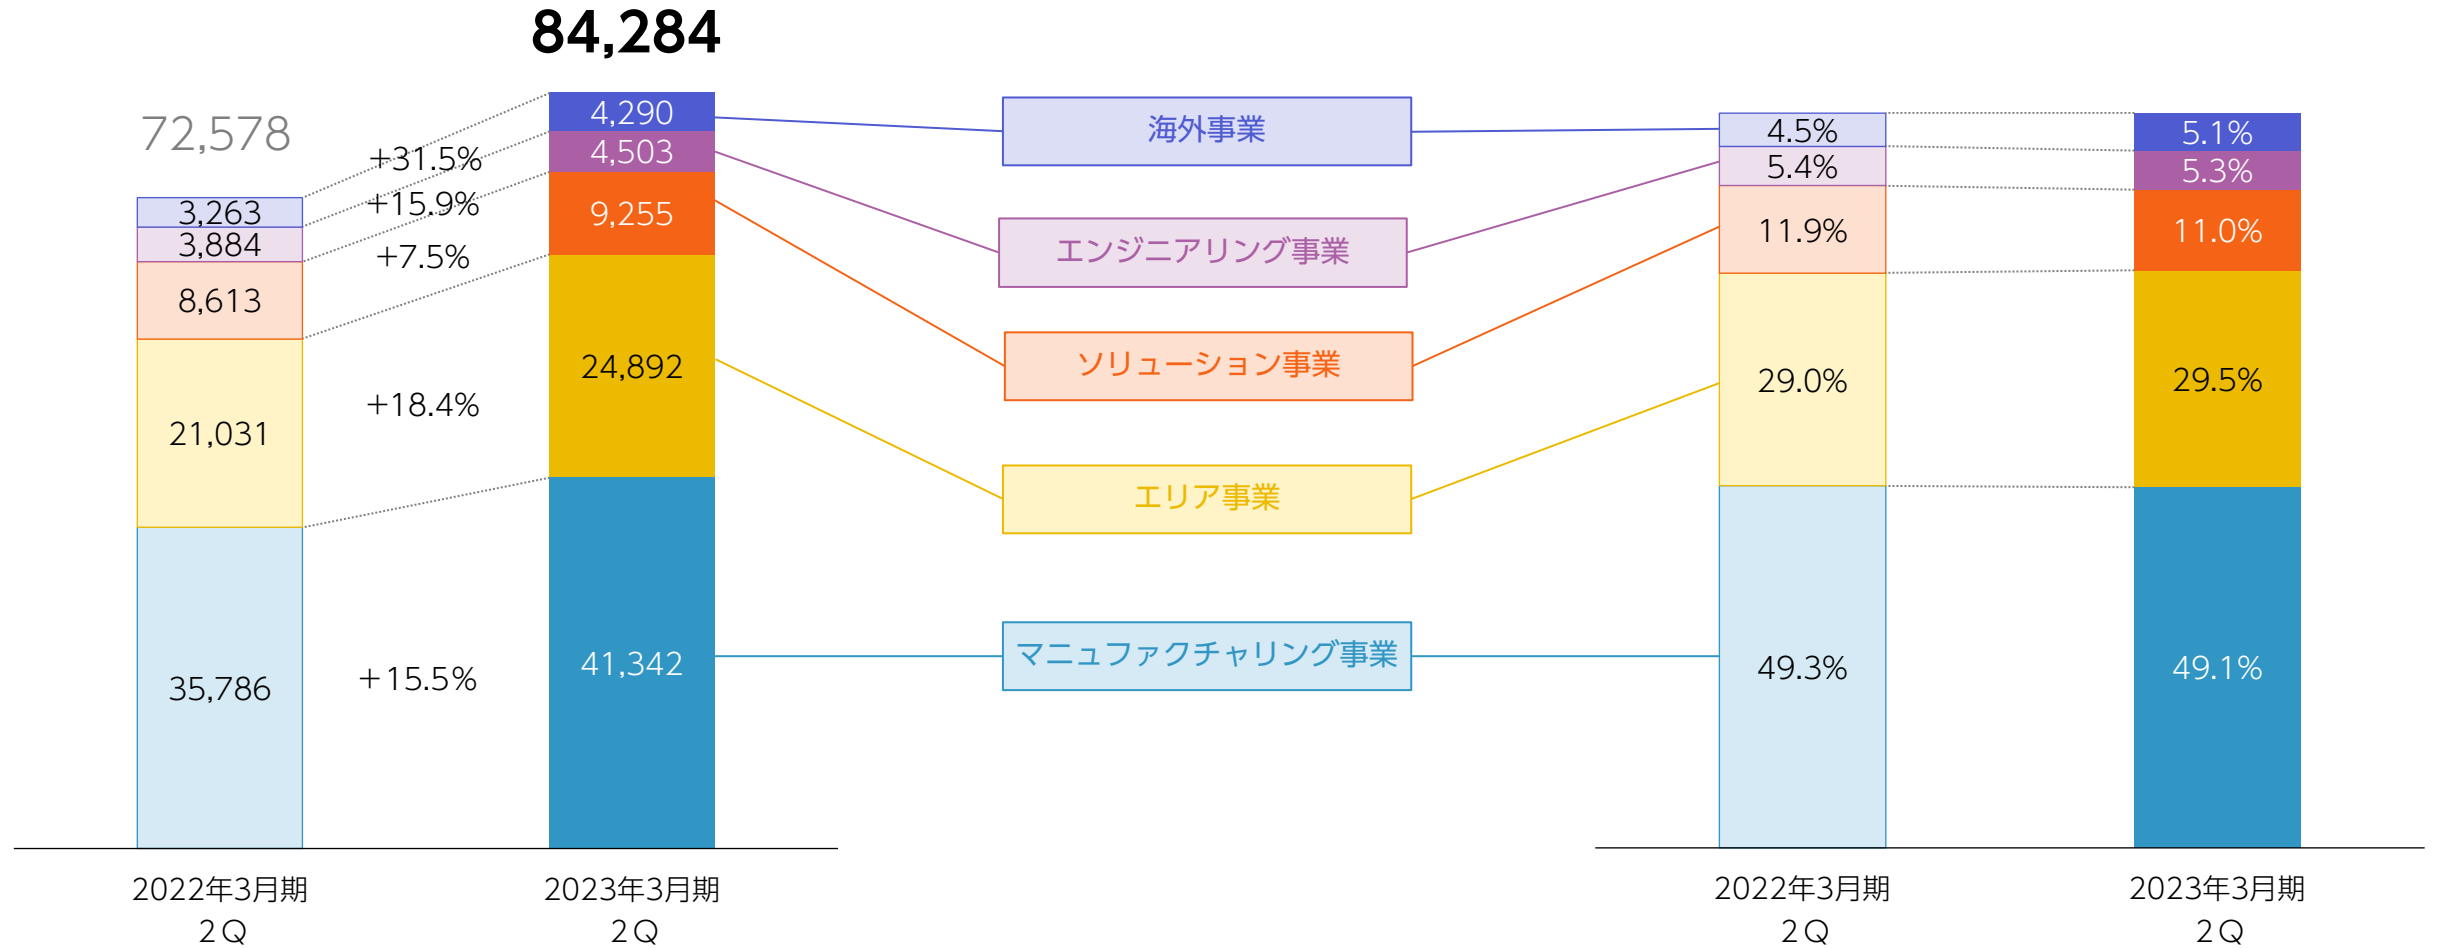 84,284
72,578
4,290
4,503
9,255
24,892
41,342
3,263
3,884
8,613
21,031
35,786
+31.5%
+15.9%
+7.5%
+18.4%
+15.5%
海外事業
エンジニアリング事業
ソリューション事業
エリア事業
マニュファクチャリング事業
4.5%
5.4%
11.9%
29.0%
49.3%
5.1%
5.3%
11.0%
29.5%
49.1%
2022年3月期
2Q
2023年3月期
2Q
2022年3月期
2Q
2023年3月期
2Q